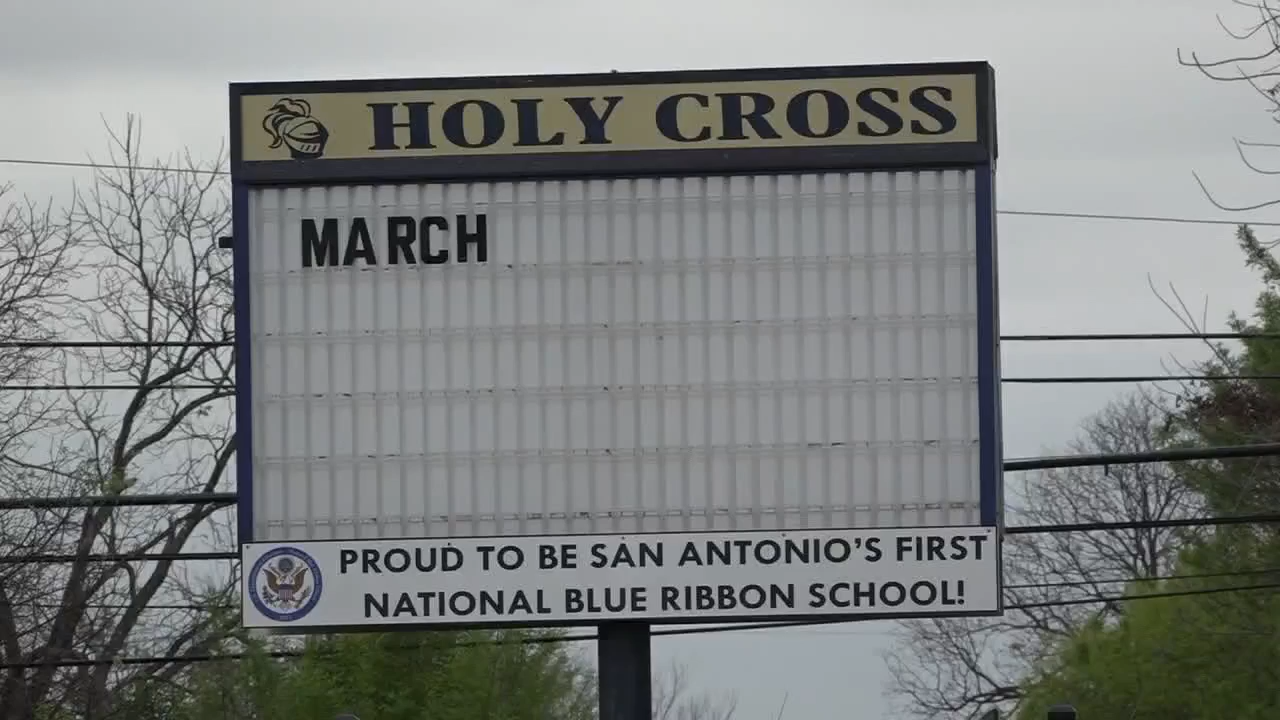 HOLY CROSS
MARCH
PROUD TO BE SAN ANTONIO'S FIRST
NATIONAL BLUE RIBBON SCHOOL!